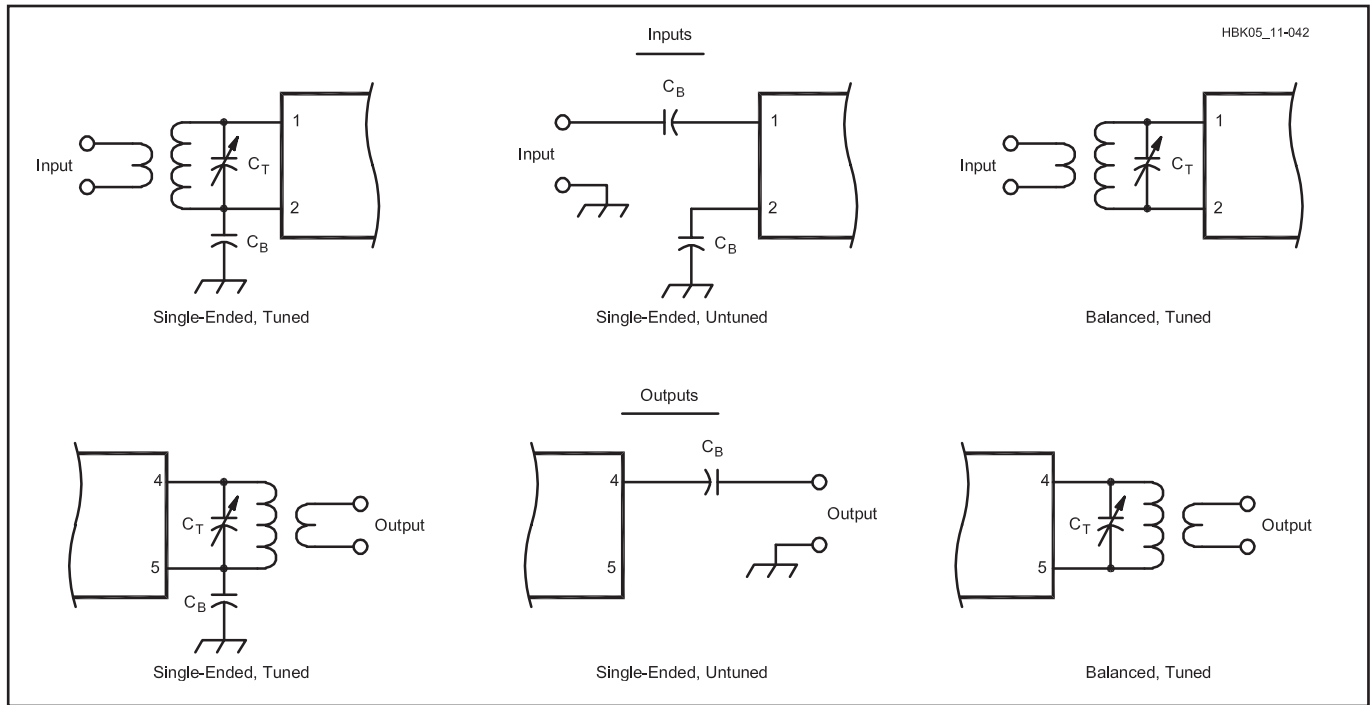 HBK05_11-042
Inputs
Input
1
C_T
2
C_B
Single-Ended, Tuned
C_B
Input
1
2
C_B
Single-Ended, Untuned
Input
1
C_T
2
Balanced, Tuned
Outputs
4
C_T
5
Output
C_B
Single-Ended, Tuned
C_B
4
Output
5
Single-Ended, Untuned
4
C_T
5
Output
Balanced, Tuned